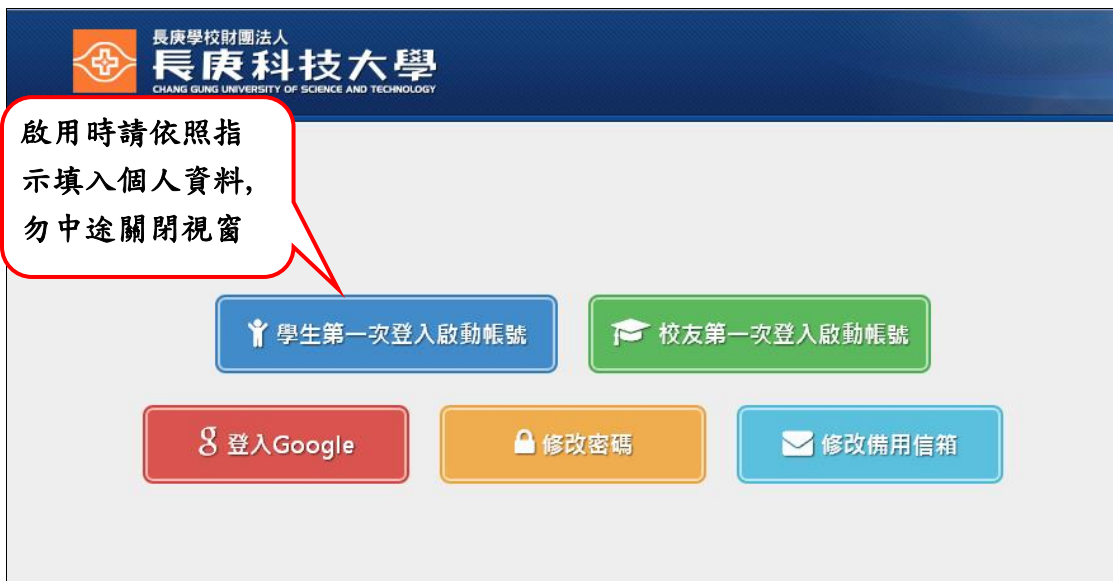 長庚學校財團法人
長庚科技大學
CHANG GUNG UNIVERSITY OF SCIENCE AND TECHNOLOGY
啟用時請依照指
示填入個人資料,
勿中途關閉視窗
學生第一次登入啟動帳號
校友第一次登入啟動帳號
登入Google
修改密碼
修改備用信箱